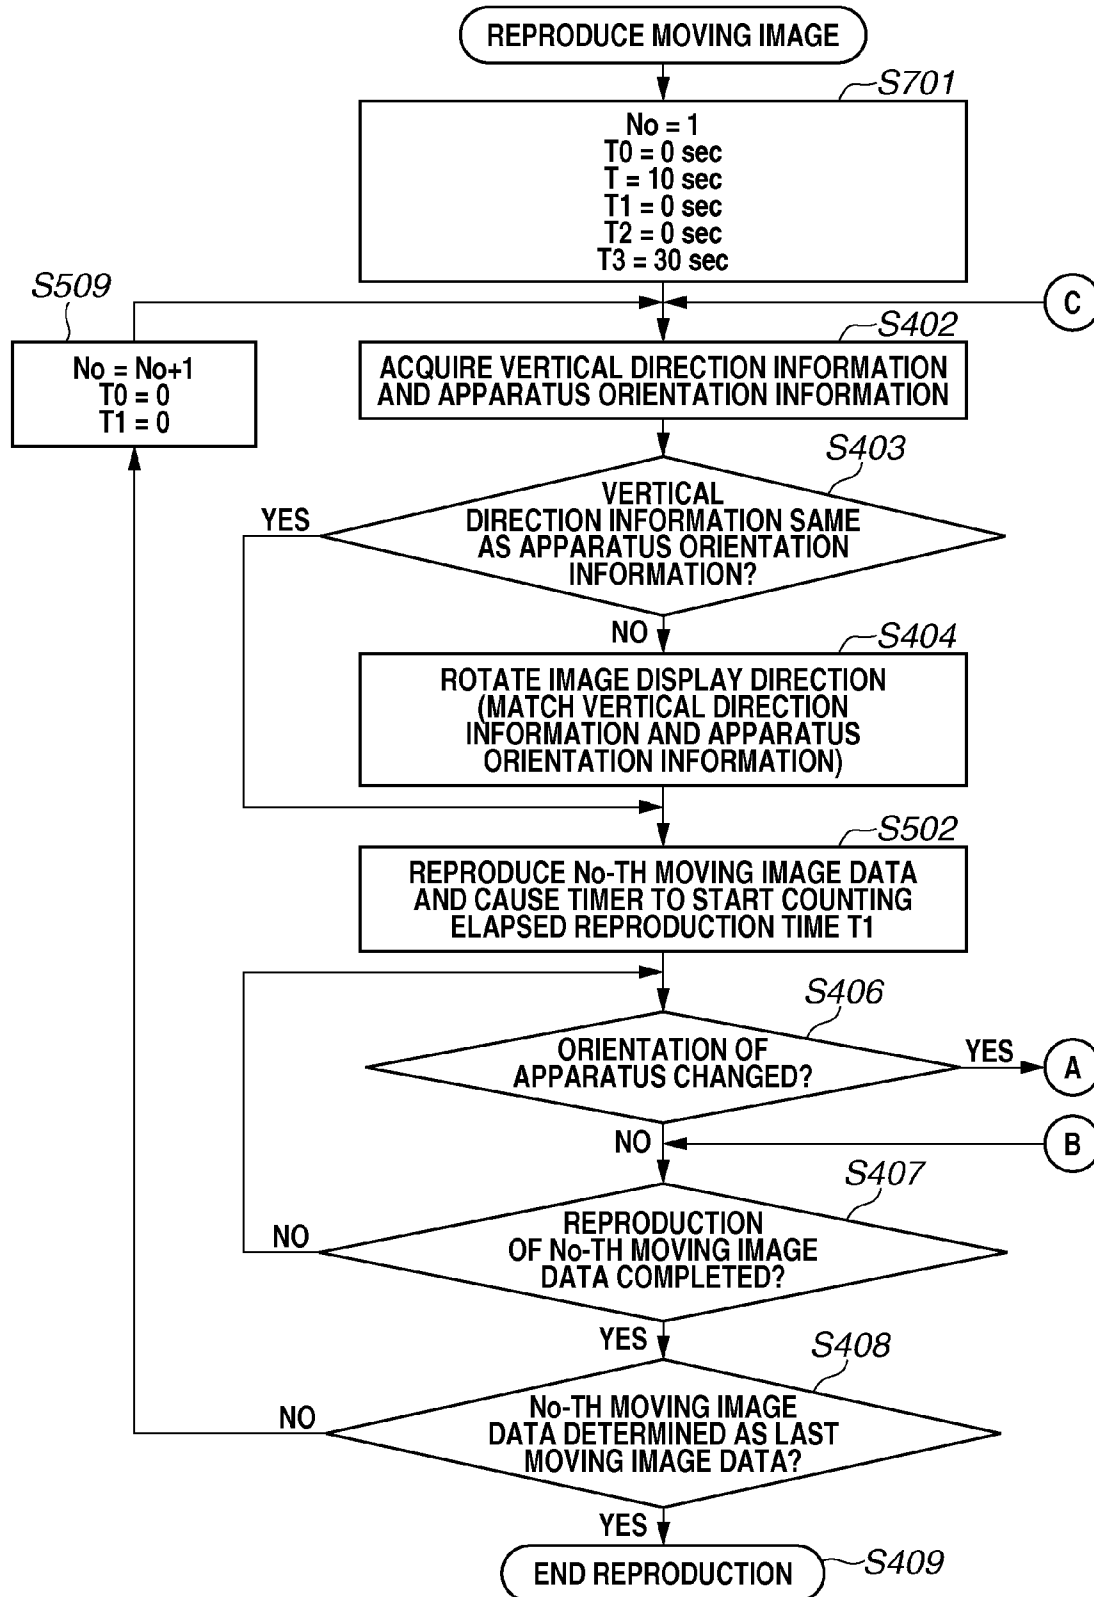 REPRODUCE MOVING IMAGE
S701
No = 1
T0 = 0 sec
T = 10 sec
T1 = 0 sec
T2 = 0 sec
T3 = 30 sec
S509
No = No+1
T0 = 0
T1 = 0
C
S402
ACQUIRE VERTICAL DIRECTION INFORMATION
AND APPARATUS ORIENTATION INFORMATION
S403
VERTICAL
DIRECTION INFORMATION SAME
AS APPARATUS ORIENTATION
INFORMATION?
YES
NO
S404
ROTATE IMAGE DISPLAY DIRECTION
(MATCH VERTICAL DIRECTION
INFORMATION AND APPARATUS
ORIENTATION INFORMATION)
S502
REPRODUCE No-TH MOVING IMAGE DATA
AND CAUSE TIMER TO START COUNTING
ELAPSED REPRODUCTION TIME T1
S406
ORIENTATION OF
APPARATUS CHANGED?
YES
A
NO
B
S407
REPRODUCTION
OF No-TH MOVING IMAGE
DATA COMPLETED?
NO
YES
S408
No-TH MOVING IMAGE
DATA DETERMINED AS LAST
MOVING IMAGE DATA?
NO
YES
END REPRODUCTION
S409